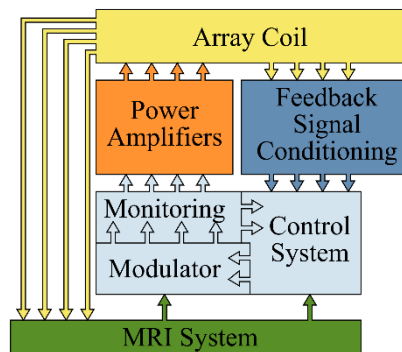 Array Coil
Power
Amplifiers
Feedback
Signal
Conditioning
Monitoring
Control
System
Modulator
MRI System